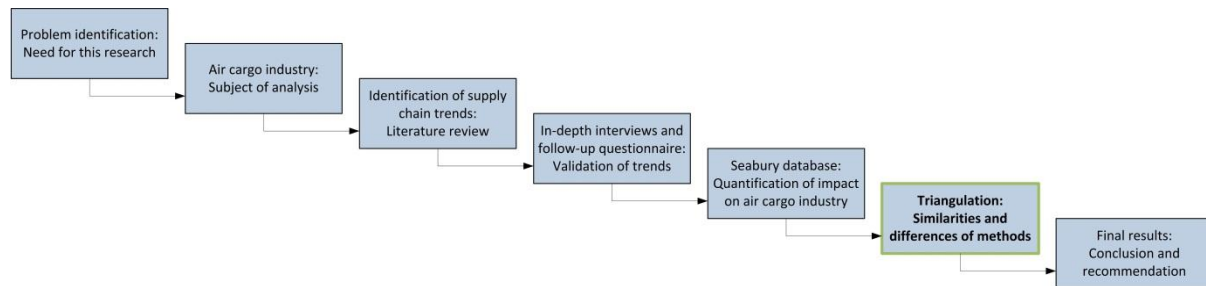 Problem identification:
Need for this research
Air cargo industry:
Subject of analysis
Identification of supply
chain trends:
Literature review
In-depth interviews and
follow-up questionnaire:
Validation of trends
Seabury database:
Quantification of impact
on air cargo industry
Triangulation:
Similarities and
differences of methods
Final results:
Conclusion and
recommendation